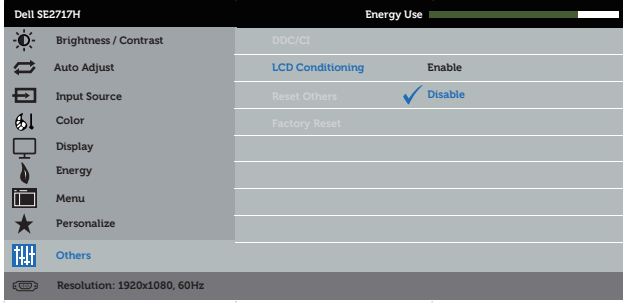 Dell SE2717H
Energy Use
Brightness / Contrast
DDC/CI
Auto Adjust
LCD Conditioning
Enable
Input Source
Reset Others
Disable
Color
Factory Reset
Display
Energy
Menu
Personalize
Others
Resolution: 1920x1080, 60Hz